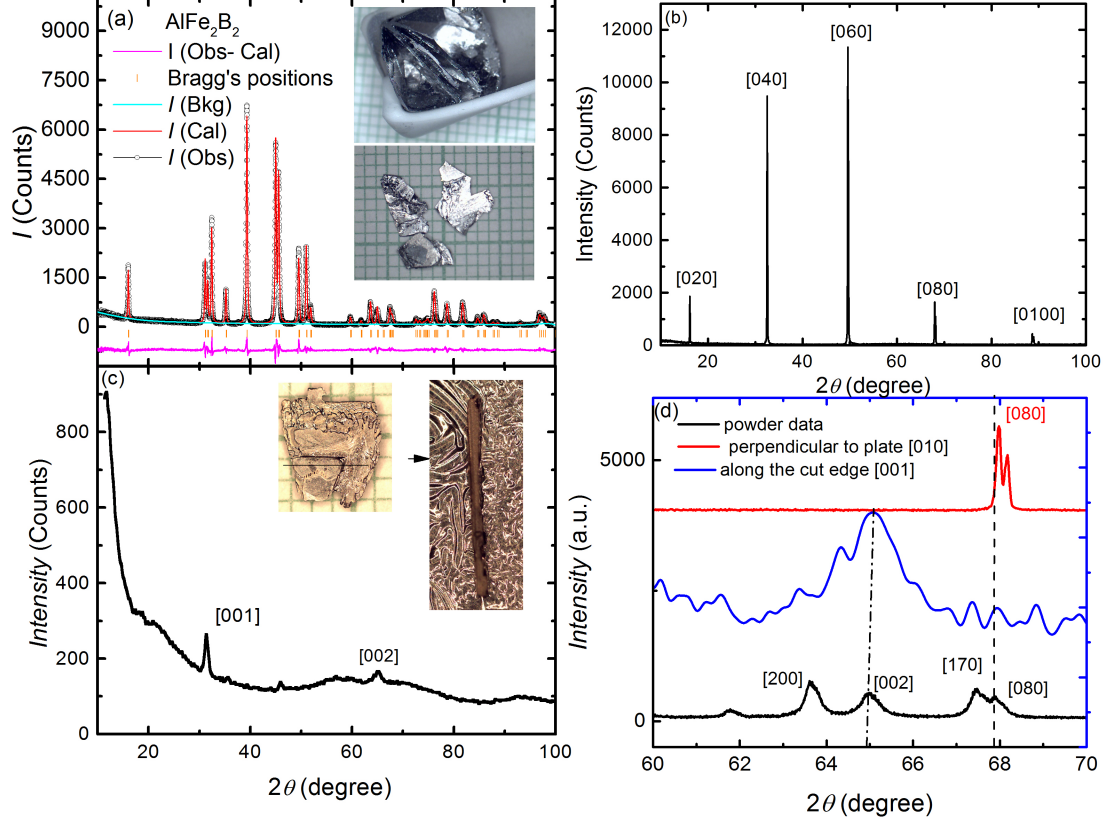 (a)
AlFe₂B₂
I (Obs- Cal)
Bragg's positions
I (Bkg)
I (Cal)
I (Obs)
9000
7500
6000
4500
3000
1500
0
I (Counts)
(b)
[020]
[040]
[060]
[080]
[0100]
12000
10000
8000
6000
4000
2000
0
Intensity (Counts)
20 40 60 80 100
2θ (degree)
(c)
[001]
[002]
800
600
400
200
0
Intensity (Counts)
20 40 60 80 100
2θ (degree)
(d)
powder data
perpendicular to plate [010]
along the cut edge [001]
[080]
[200]
[002]
[170]
[080]
5000
0
Intensity (a.u.)
60 62 64 66 68 70
2θ (degree)